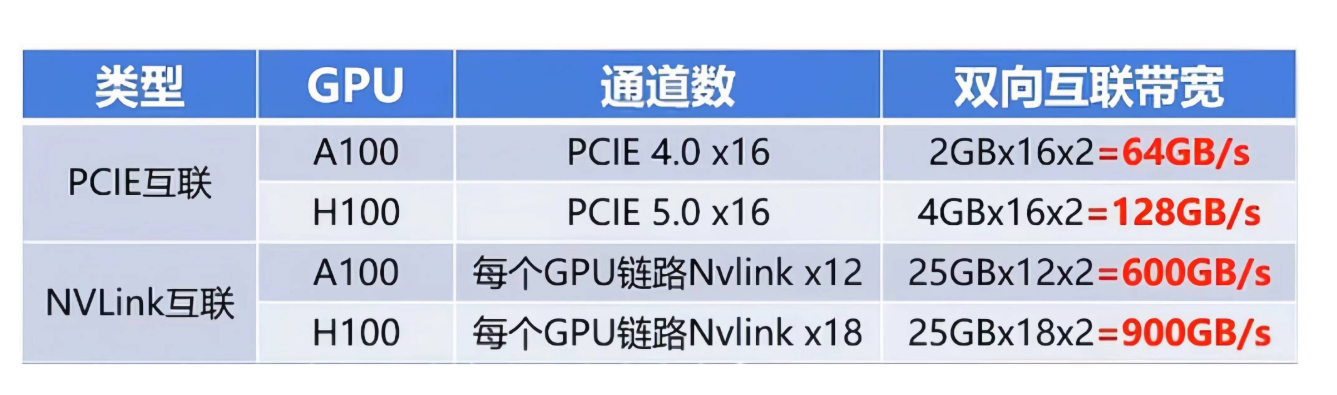 类型 GPU 通道数 双向互联带宽
PCIE互联 A100 PCIE 4.0 x16 2GBx16x2=64GB/s
H100 PCIE 5.0 x16 4GBx16x2=128GB/s
NVLink互联 A100 每个GPU链路Nvlink x12 25GBx12x2=600GB/s
H100 每个GPU链路Nvlink x18 25GBx18x2=900GB/s